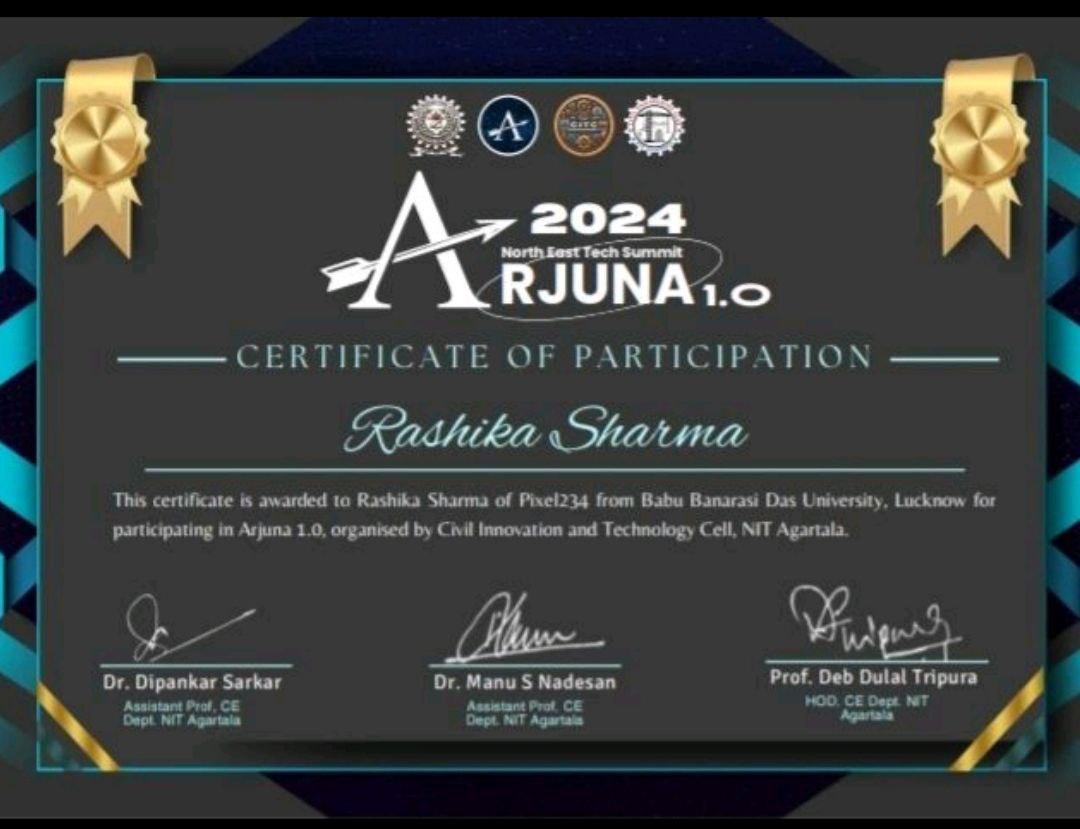 CITC
2024
North East Tech Summit
ARJUNA 1.0
CERTIFICATE OF PARTICIPATION
Rashika Sharma
This certificate is awarded to Rashika Sharma of Pixel234 from Babu Banarasi Das University, Lucknow for
participating in Arjuna 1.0, organised by Civil Innovation and Technology Cell, NIT Agartala.
Dr. Dipankar Sarkar
Assistant Prof, CE
Dept. NIT Agartala
Dr. Manu S Nadesan
Assistant Prof, CE
Dept. NIT Agartala
Prof. Deb Dulal Tripura
HOD, CE Dept. NIT
Agartala